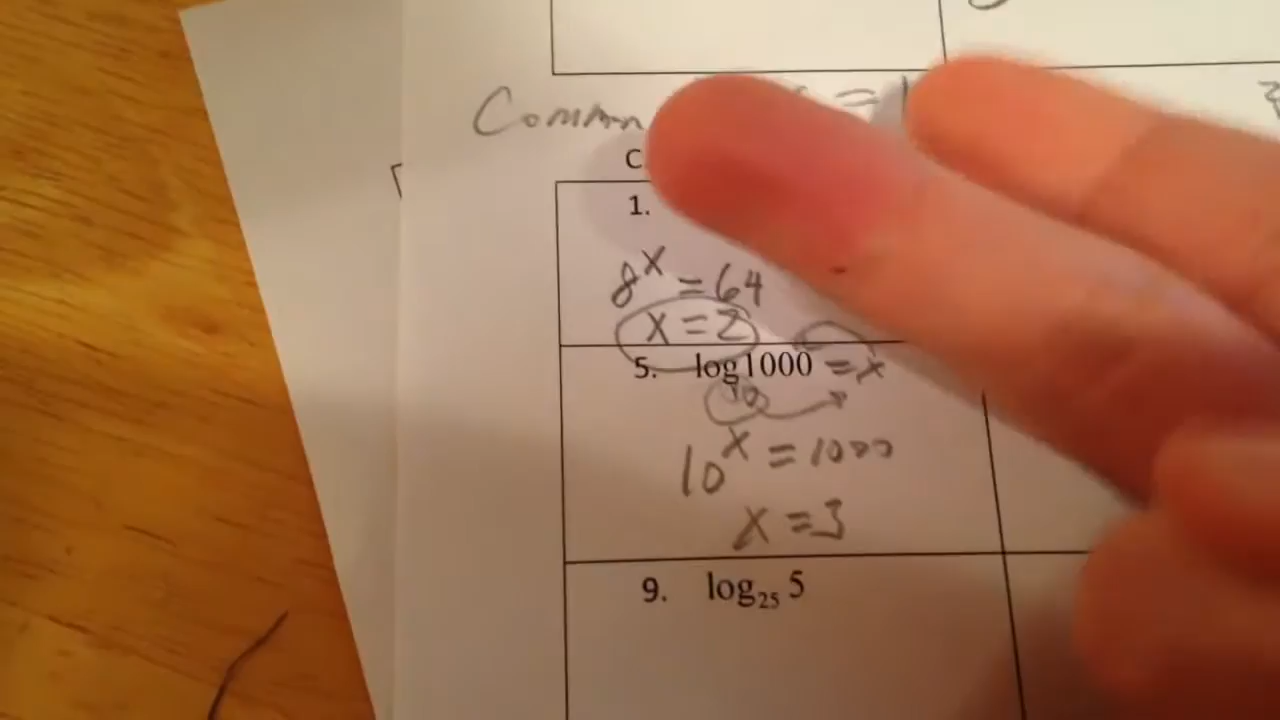 Common =
C
1.
8^x = 64
x = 2
5. log1000 = x
10
10^x = 1000
x = 3
9. log₂₅ 5